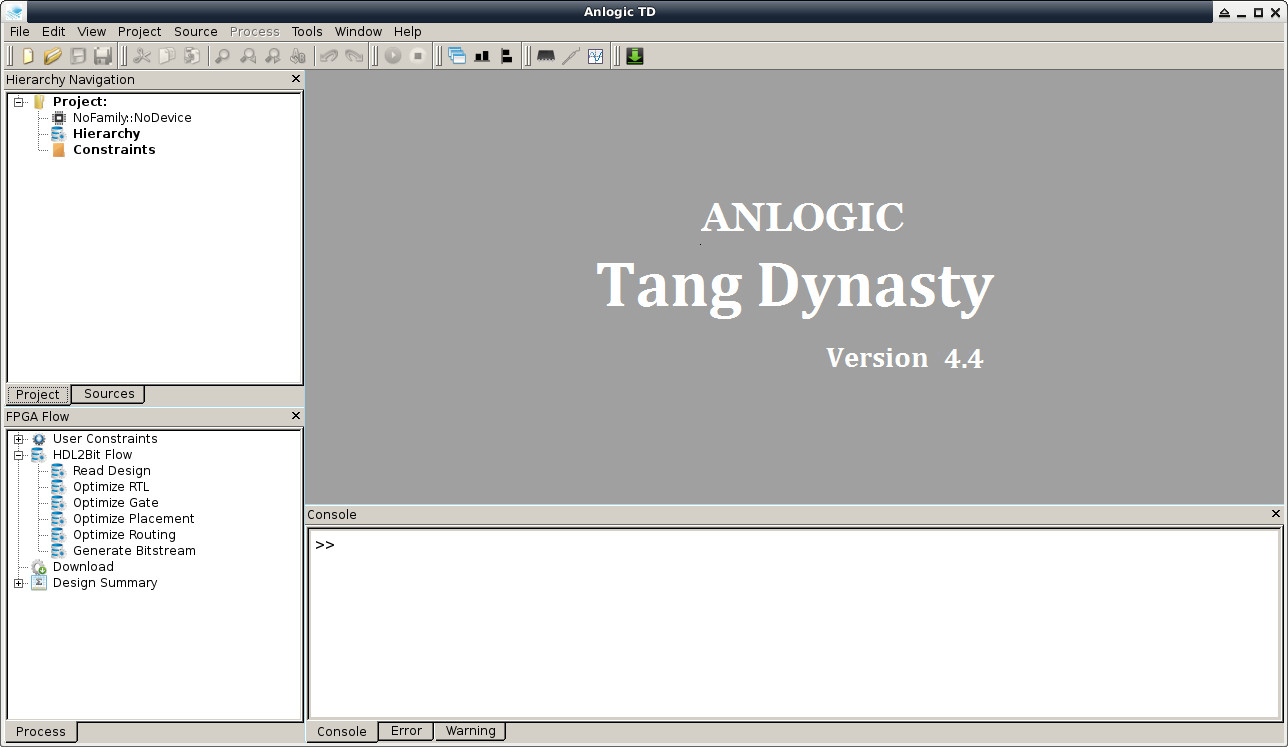 Anlogic TD
File Edit View Project Source Process Tools Window Help
Hierarchy Navigation
Project:
NoFamily::NoDevice
Hierarchy
Constraints
Project Sources
FPGA Flow
User Constraints
HDL2Bit Flow
Read Design
Optimize RTL
Optimize Gate
Optimize Placement
Optimize Routing
Generate Bitstream
Download
Design Summary
Process
ANLOGIC
Tang Dynasty
Version 4.4
Console
>>
Console Error Warning